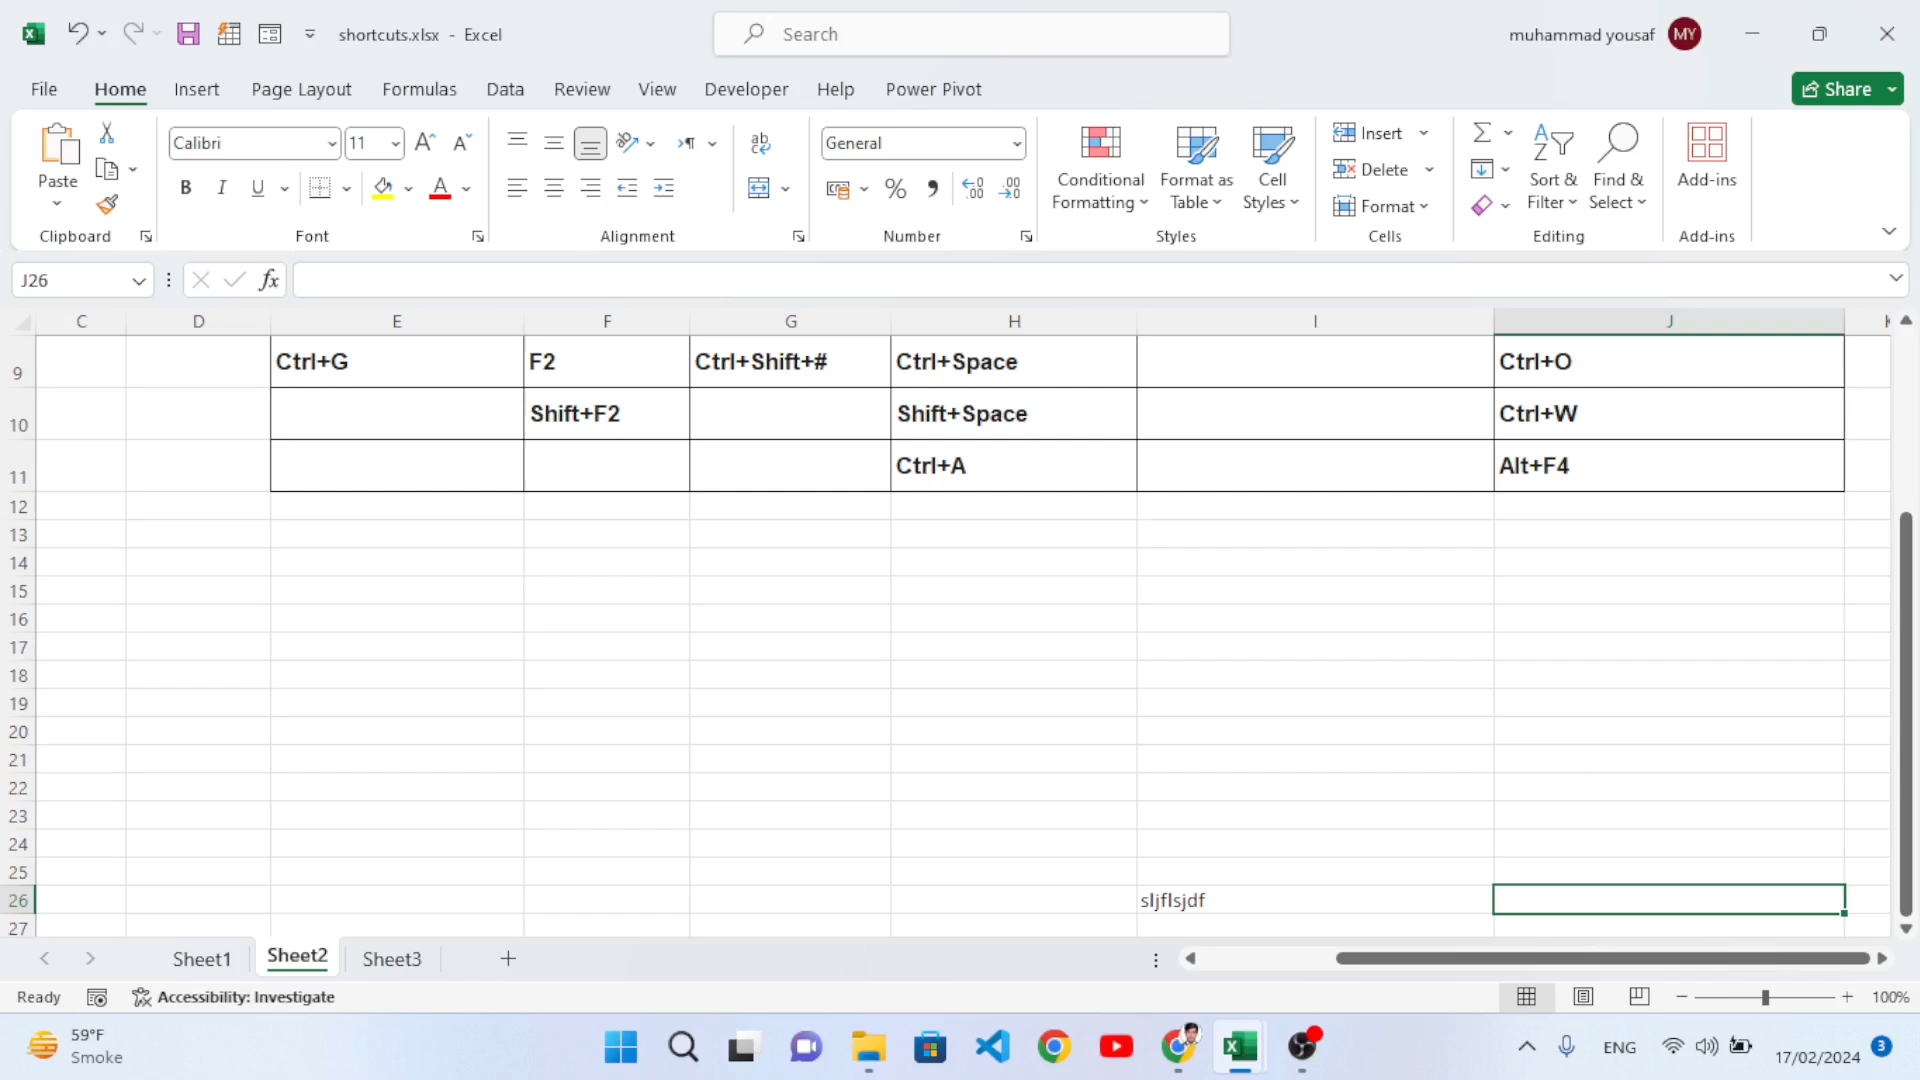 shortcuts.xlsx - Excel
Search
muhammad yousaf
MY
File Home Insert Page Layout Formulas Data Review View Developer Help Power Pivot
Share
Paste
Clipboard
Calibri 11
B I U A
Font
ab
Alignment
General
% 9
Number
Conditional Formatting
Format as Table
Cell Styles
Styles
Insert
Delete
Format
Cells
Sort & Filter
Find & Select
Editing
Add-ins
Add-ins
J26
fx
C D E F G H I J K
9 Ctrl+G F2 Ctrl+Shift+# Ctrl+Space Ctrl+O
10 Shift+F2 Shift+Space Ctrl+W
11 Ctrl+A Alt+F4
12
13
14
15
16
17
18
19
20
21
22
23
24
25
26 sljflsjdf
27
Sheet1 Sheet2 Sheet3 +
Ready
Accessibility: Investigate
100%
59°F
Smoke
ENG
17/02/2024
3